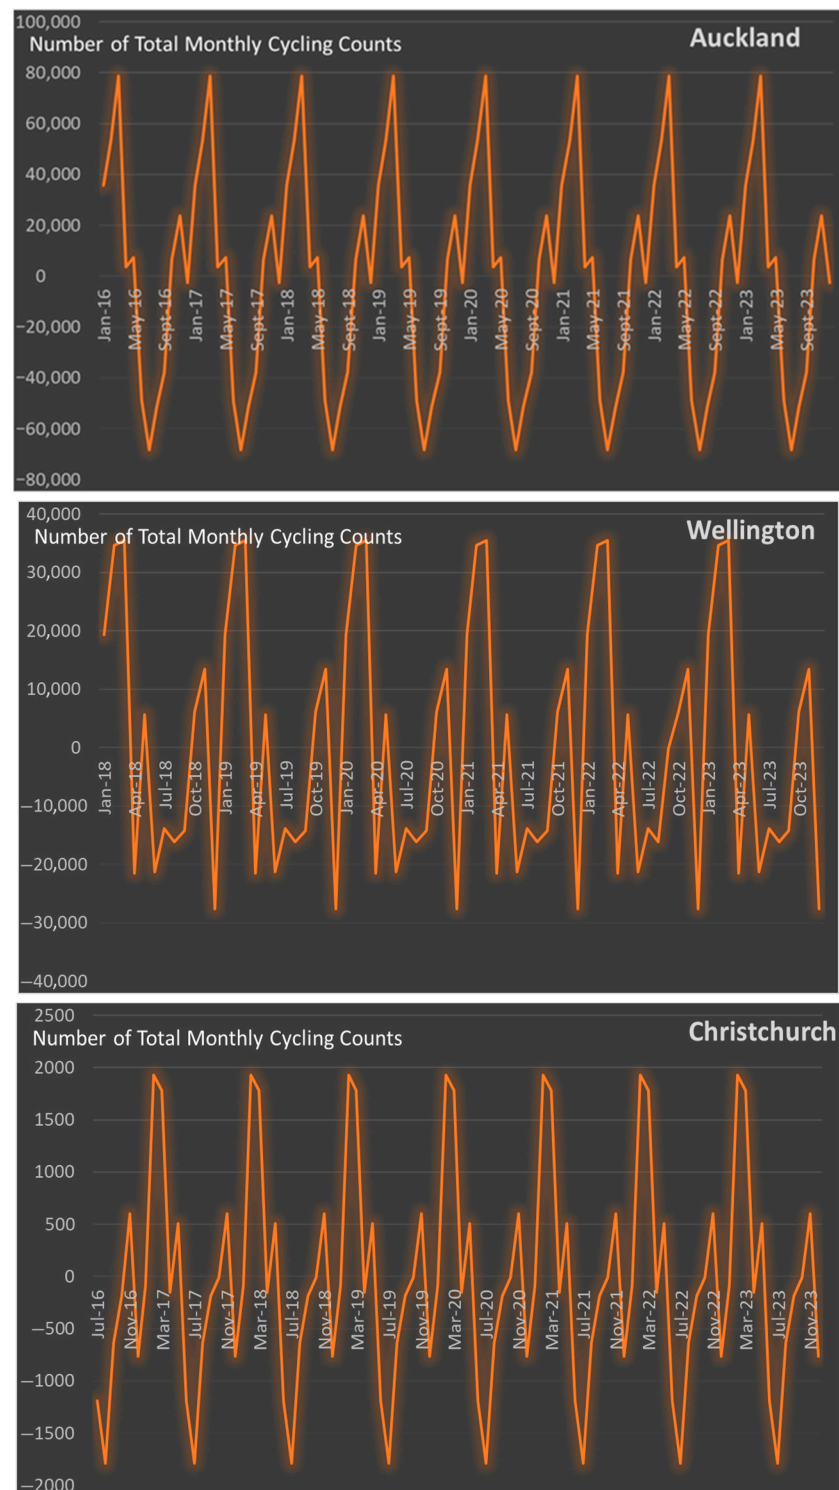 100,000
Number of Total Monthly Cycling Counts
Auckland
80,000
60,000
40,000
20,000
0
−20,000
−40,000
−60,000
−80,000
Jan-16
May-16
Sept-16
Jan-17
May-17
Sept-17
Jan-18
May-18
Sept-18
Jan-19
May-19
Sept-19
Jan-20
May-20
Sept-20
Jan-21
May-21
Sept-21
Jan-22
May-22
Sept-22
Jan-23
May-23
Sept-23
40,000
Number of Total Monthly Cycling Counts
Wellington
30,000
20,000
10,000
0
−10,000
−20,000
−30,000
−40,000
Jan-18
Apr-18
Jul-18
Oct-18
Jan-19
Apr-19
Jul-19
Oct-19
Jan-20
Apr-20
Jul-20
Oct-20
Jan-21
Apr-21
Jul-21
Oct-21
Jan-22
Apr-22
Jul-22
Oct-22
Jan-23
Apr-23
Jul-23
Oct-23
2500
Number of Total Monthly Cycling Counts
Christchurch
2000
1500
1000
500
0
−500
−1000
−1500
−2000
Jul-16
Nov-16
Mar-17
Jul-17
Nov-17
Mar-18
Jul-18
Nov-18
Mar-19
Jul-19
Nov-19
Mar-20
Jul-20
Nov-20
Mar-21
Jul-21
Nov-21
Mar-22
Jul-22
Nov-22
Mar-23
Jul-23
Nov-23